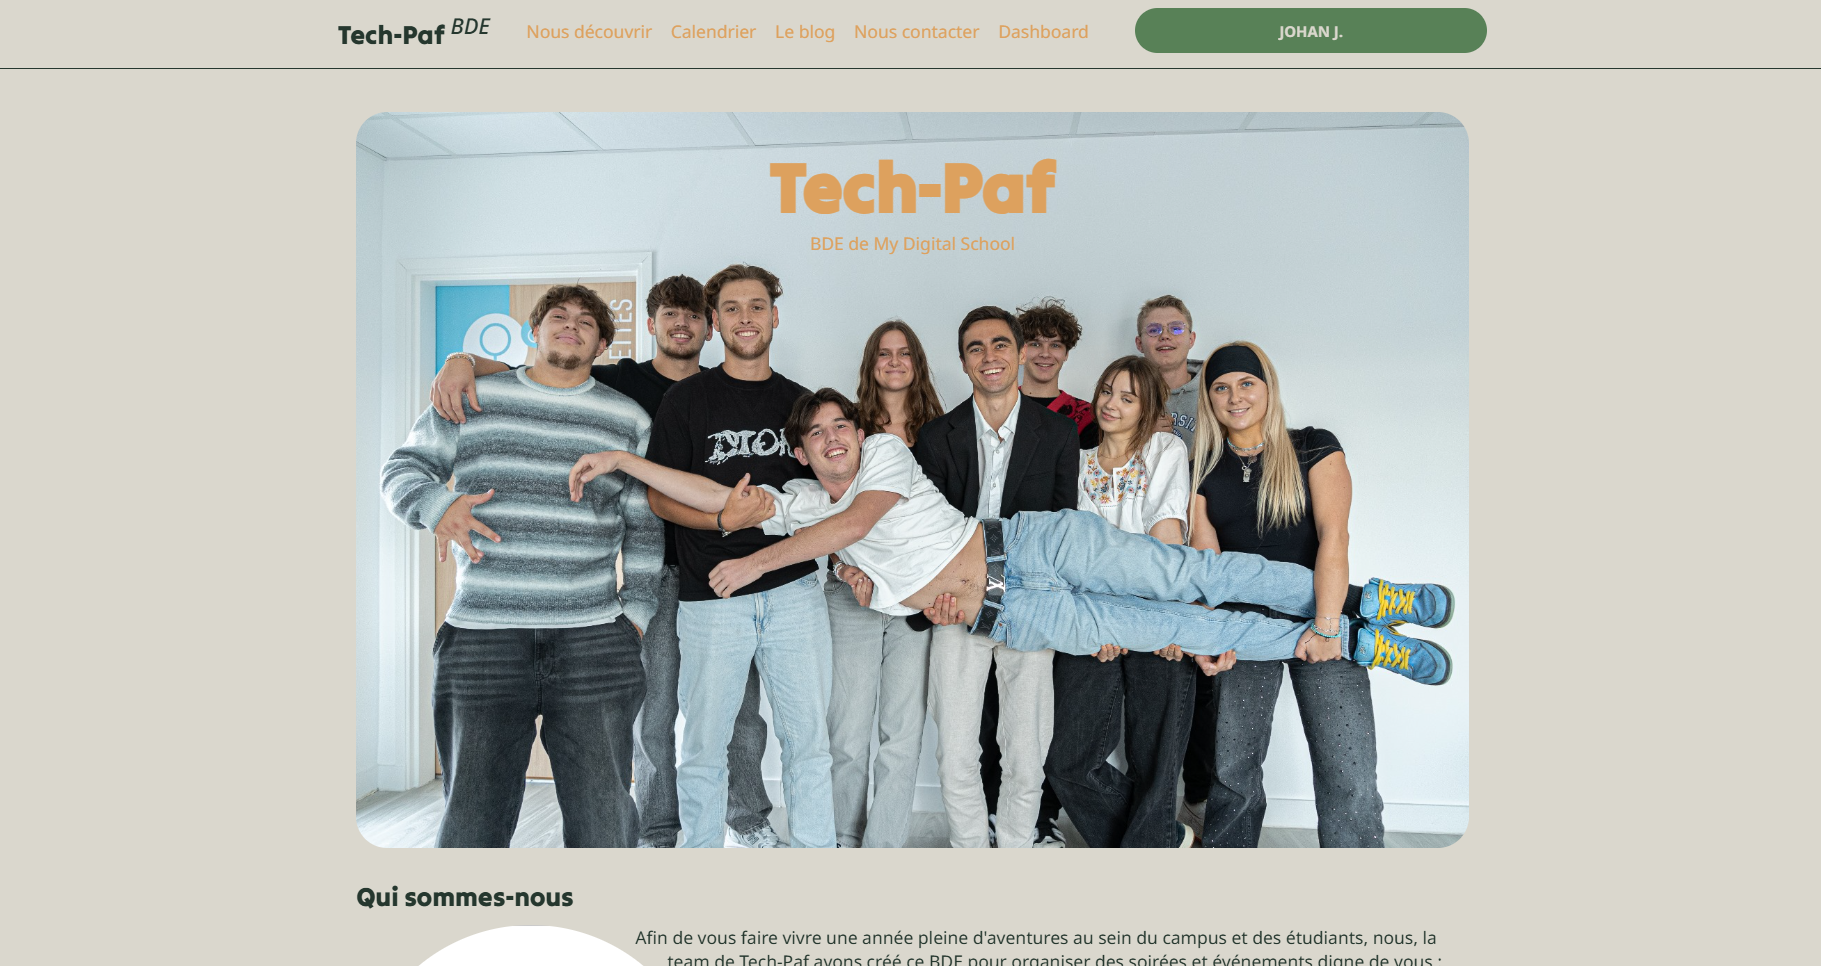 Tech-Paf BDE
Nous découvrir Calendrier Le blog Nous contacter Dashboard
JOHAN J.
Tech-Paf
BDE de My Digital School
Qui sommes-nous
Afin de vous faire vivre une année pleine d'aventures au sein du campus et des étudiants, nous, la
team de Tech-Paf avons créé ce BDE pour organiser des soirées et événements digne de vous :